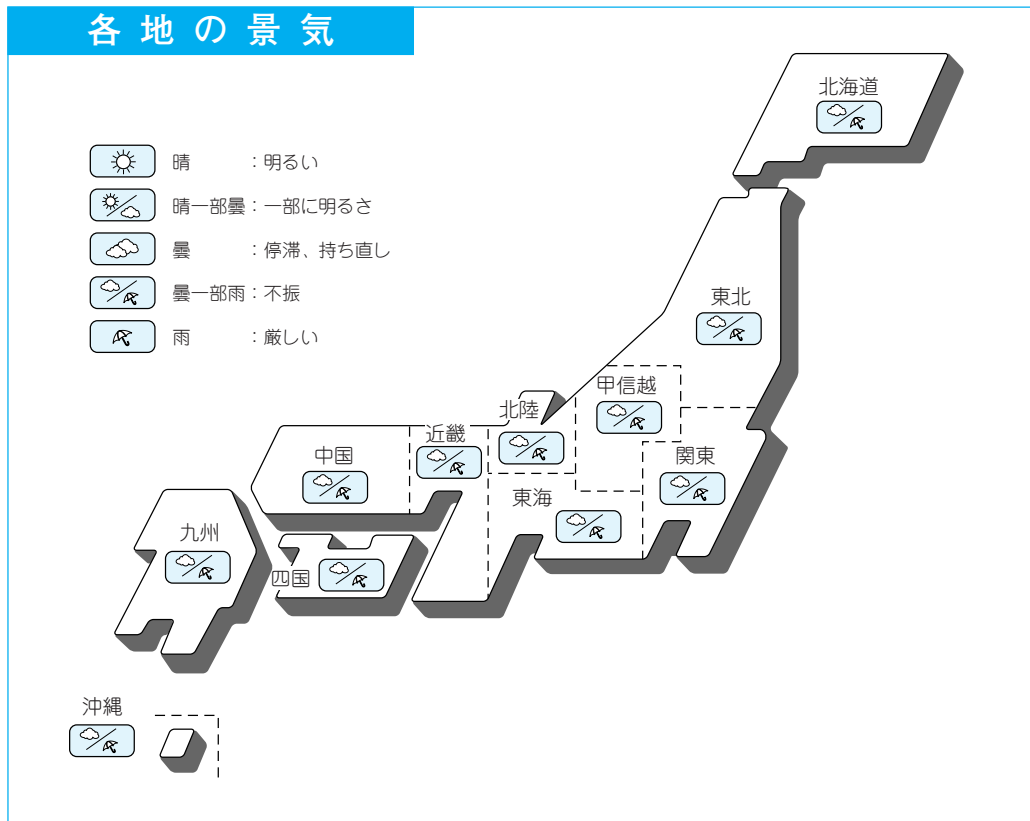 各地の景気
晴　　　：明るい
晴一部曇：一部に明るさ
曇　　　：停滞、持ち直し
曇一部雨：不振
雨　　　：厳しい
北海道
東北
甲信越
北陸
近畿
中国
関東
東海
九州
四国
沖縄